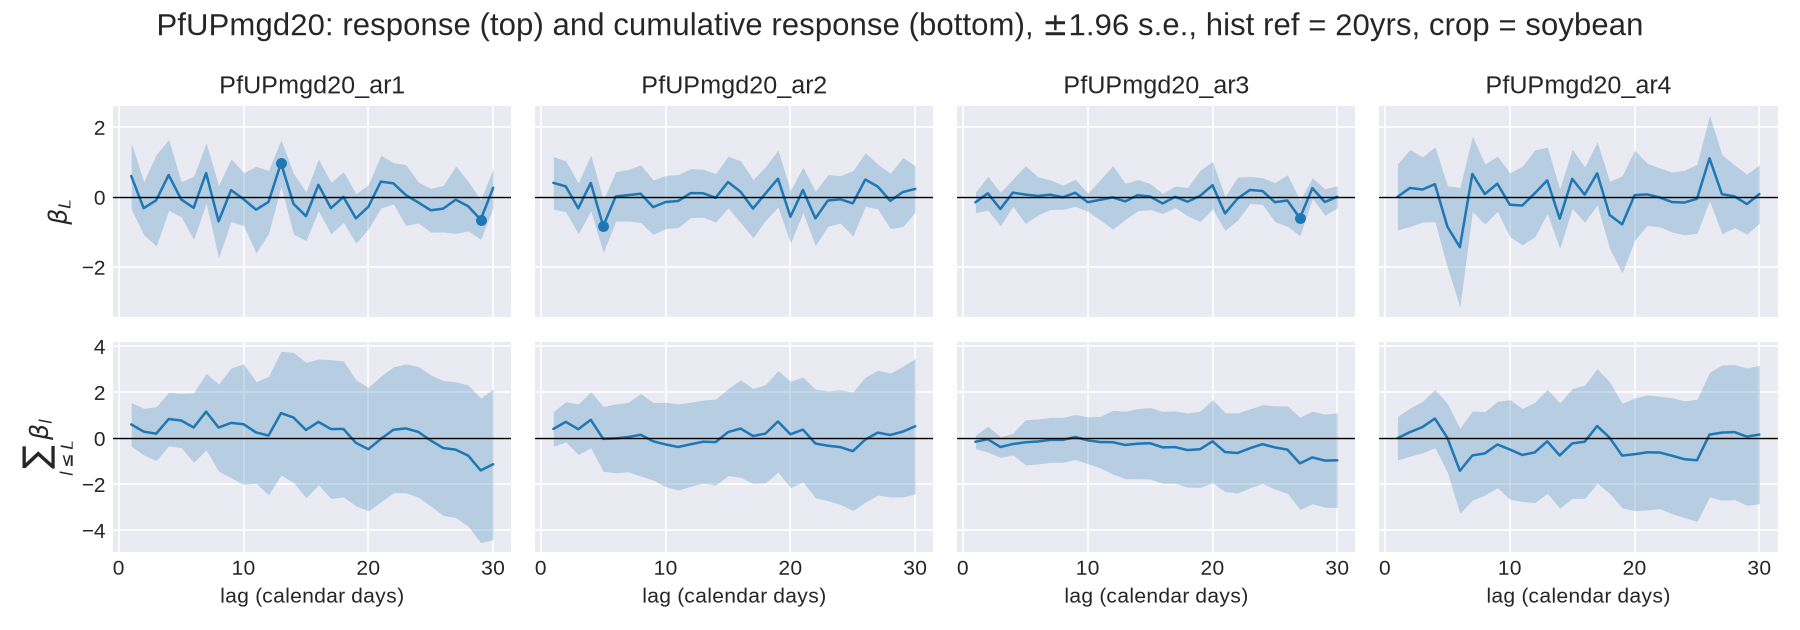 PfUPmgd20: response (top) and cumulative response (bottom), ±1.96 s.e., hist ref = 20yrs, crop = soybean
PfUPmgd20_ar1 PfUPmgd20_ar2 PfUPmgd20_ar3 PfUPmgd20_ar4
2
0
−2
β_L
4
2
0
−2
−4
∑_{l≤L} β_l
0 10 20 30 0 10 20 30 0 10 20 30 0 10 20 30
lag (calendar days) lag (calendar days) lag (calendar days) lag (calendar days)